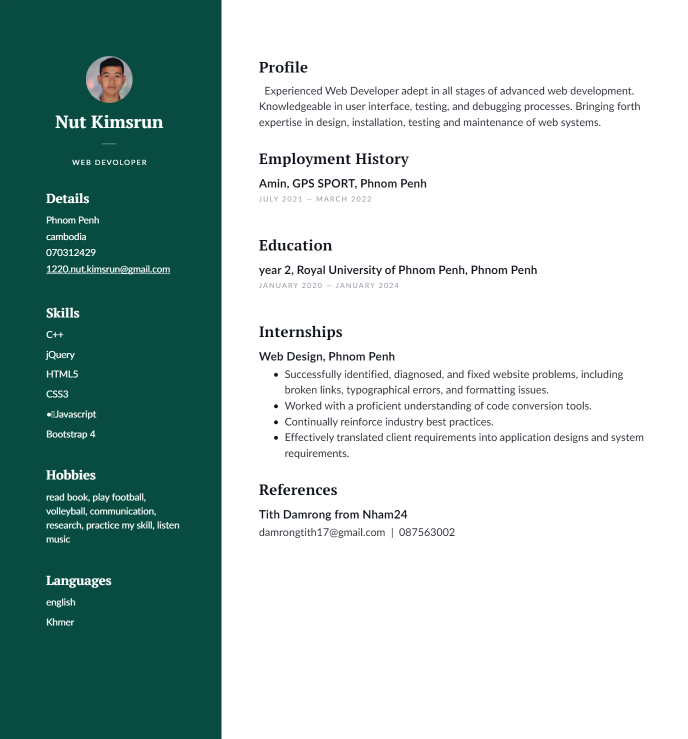 Nut Kimsrun
WEB DEVOLOPER
Details
Phnom Penh
cambodia
070312429
1220.nut.kimsrun@gmail.com
Skills
C++
jQuery
HTML5
CSS3
•▯Javascript
Bootstrap 4
Hobbies
read book, play football,
volleyball, communication,
research, practice my skill, listen
music
Languages
english
Khmer
Profile
Experienced Web Developer adept in all stages of advanced web development.
Knowledgeable in user interface, testing, and debugging processes. Bringing forth
expertise in design, installation, testing and maintenance of web systems.
Employment History
Amin, GPS SPORT, Phnom Penh
JULY 2021 — MARCH 2022
Education
year 2, Royal University of Phnom Penh, Phnom Penh
JANUARY 2020 — JANUARY 2024
Internships
Web Design, Phnom Penh
• Successfully identified, diagnosed, and fixed website problems, including
broken links, typographical errors, and formatting issues.
• Worked with a proficient understanding of code conversion tools.
• Continually reinforce industry best practices.
• Effectively translated client requirements into application designs and system
requirements.
References
Tith Damrong from Nham24
damrongtith17@gmail.com | 087563002